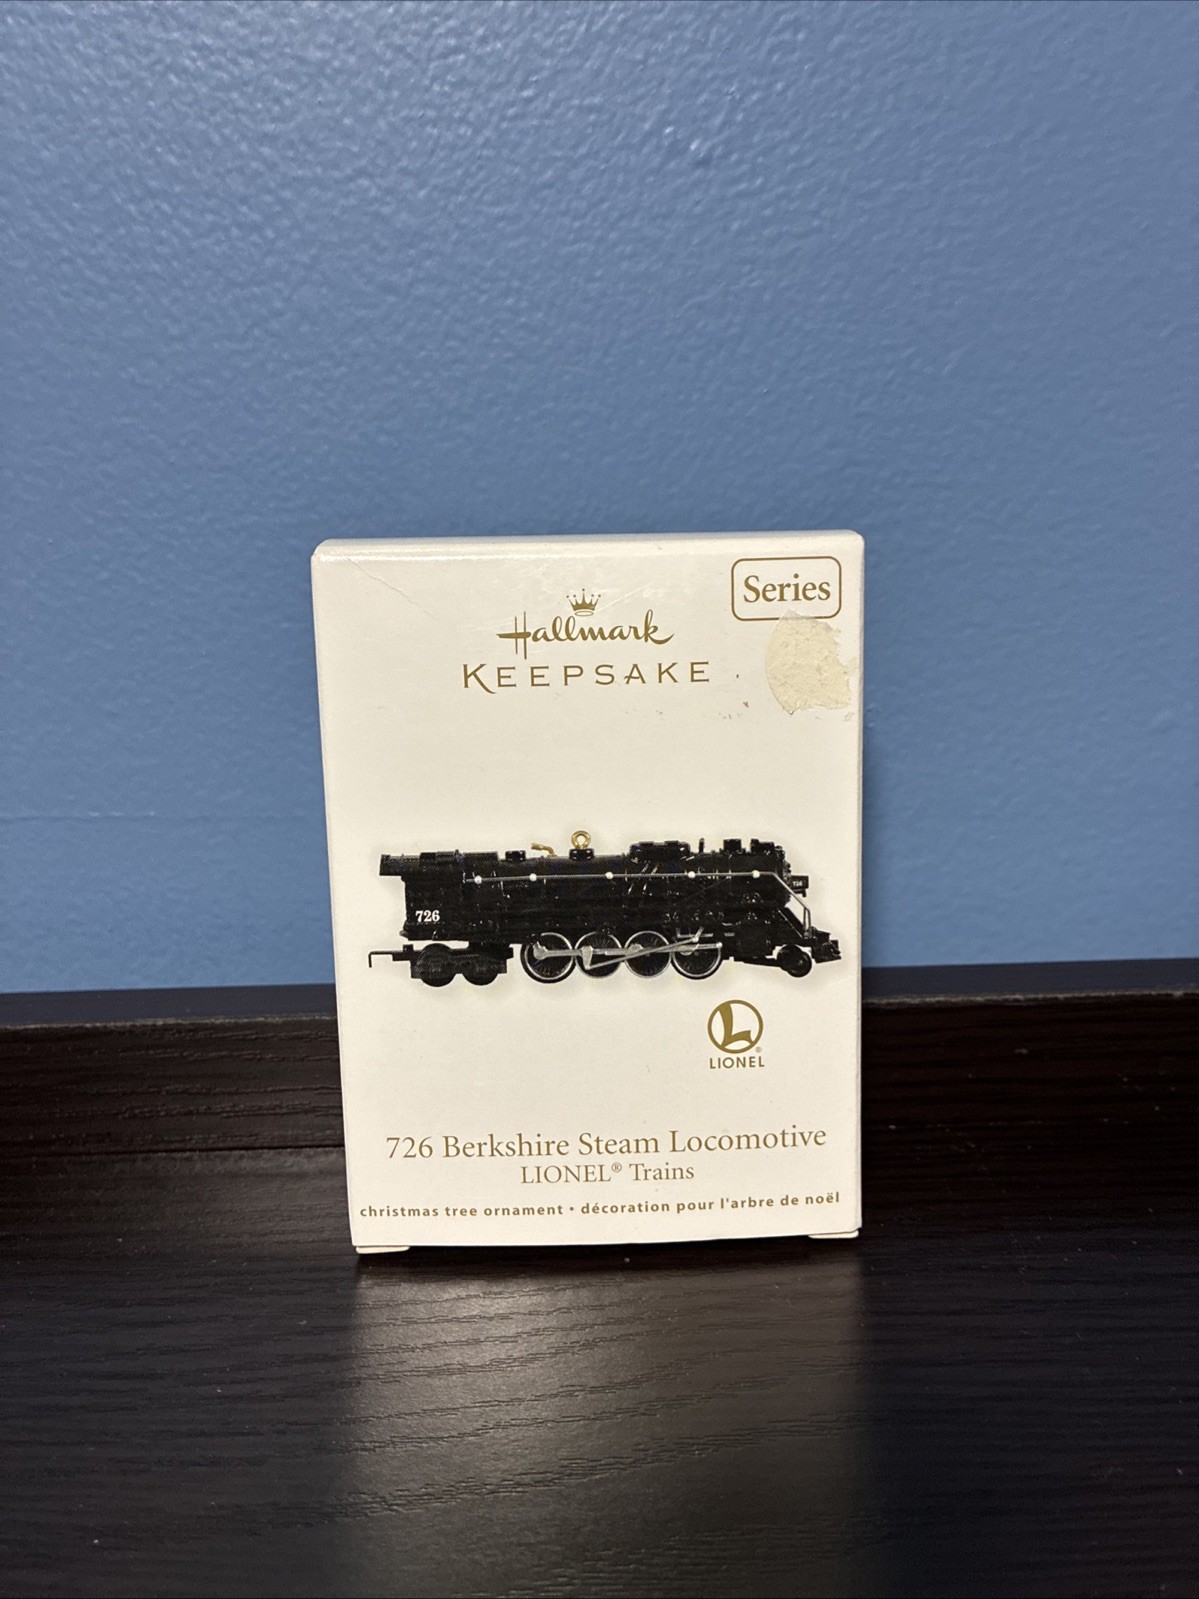 Series
Hallmark
KEEPSAKE
726
726
L
LIONEL®
726 Berkshire Steam Locomotive
LIONEL® Trains
christmas tree ornament • décoration pour l'arbre de noël